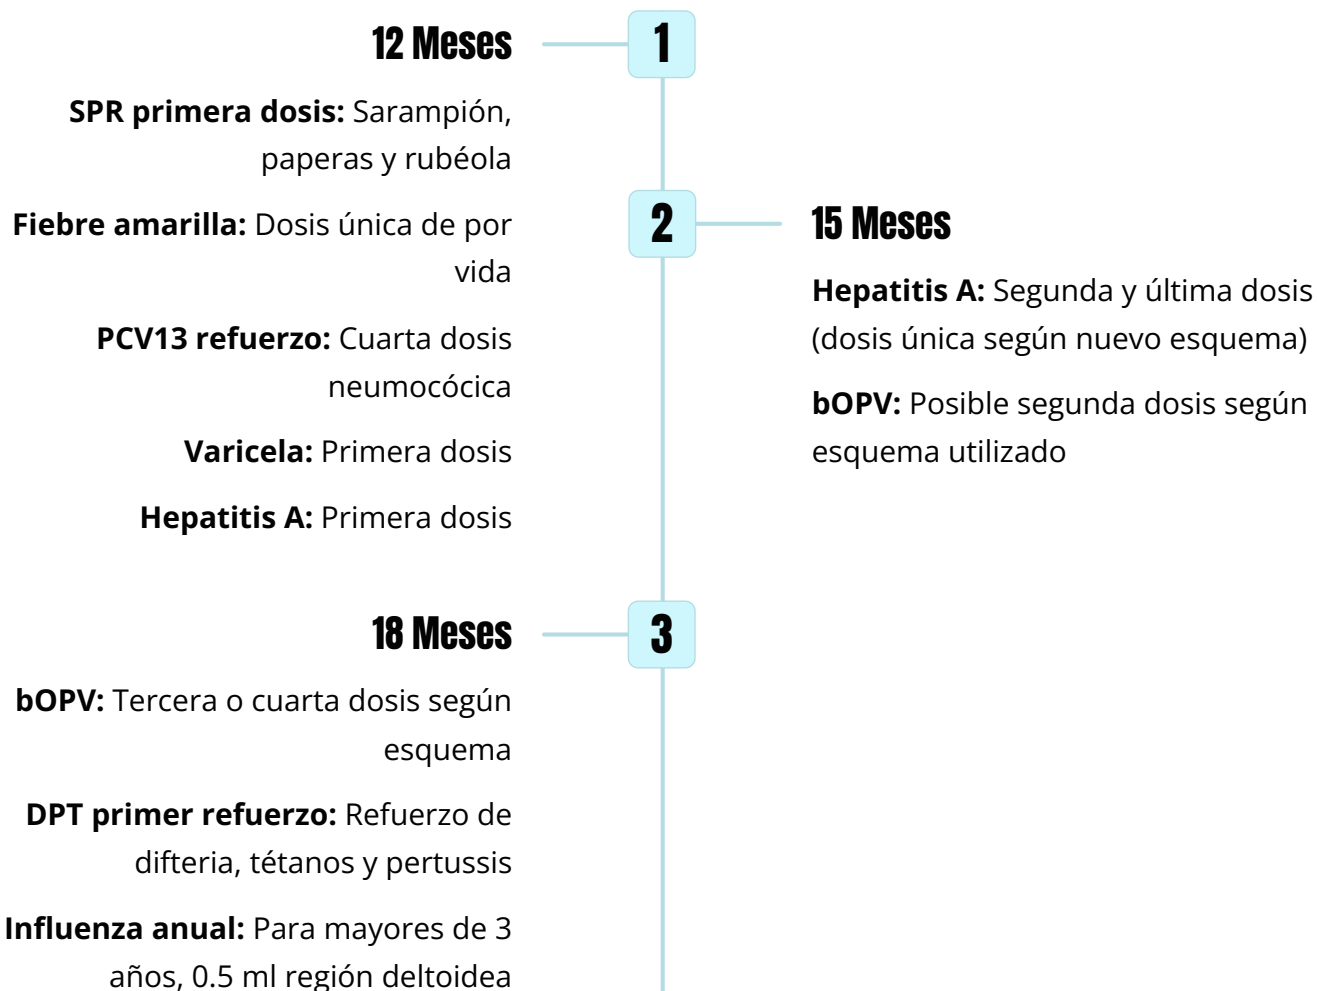 12 Meses
1
SPR primera dosis: Sarampión,
paperas y rubéola
Fiebre amarilla: Dosis única de por
vida
PCV13 refuerzo: Cuarta dosis
neumocócica
Varicela: Primera dosis
Hepatitis A: Primera dosis
2
15 Meses
Hepatitis A: Segunda y última dosis
(dosis única según nuevo esquema)
bOPV: Posible segunda dosis según
esquema utilizado
18 Meses
3
bOPV: Tercera o cuarta dosis según
esquema
DPT primer refuerzo: Refuerzo de
difteria, tétanos y pertussis
Influenza anual: Para mayores de 3
años, 0.5 ml región deltoidea